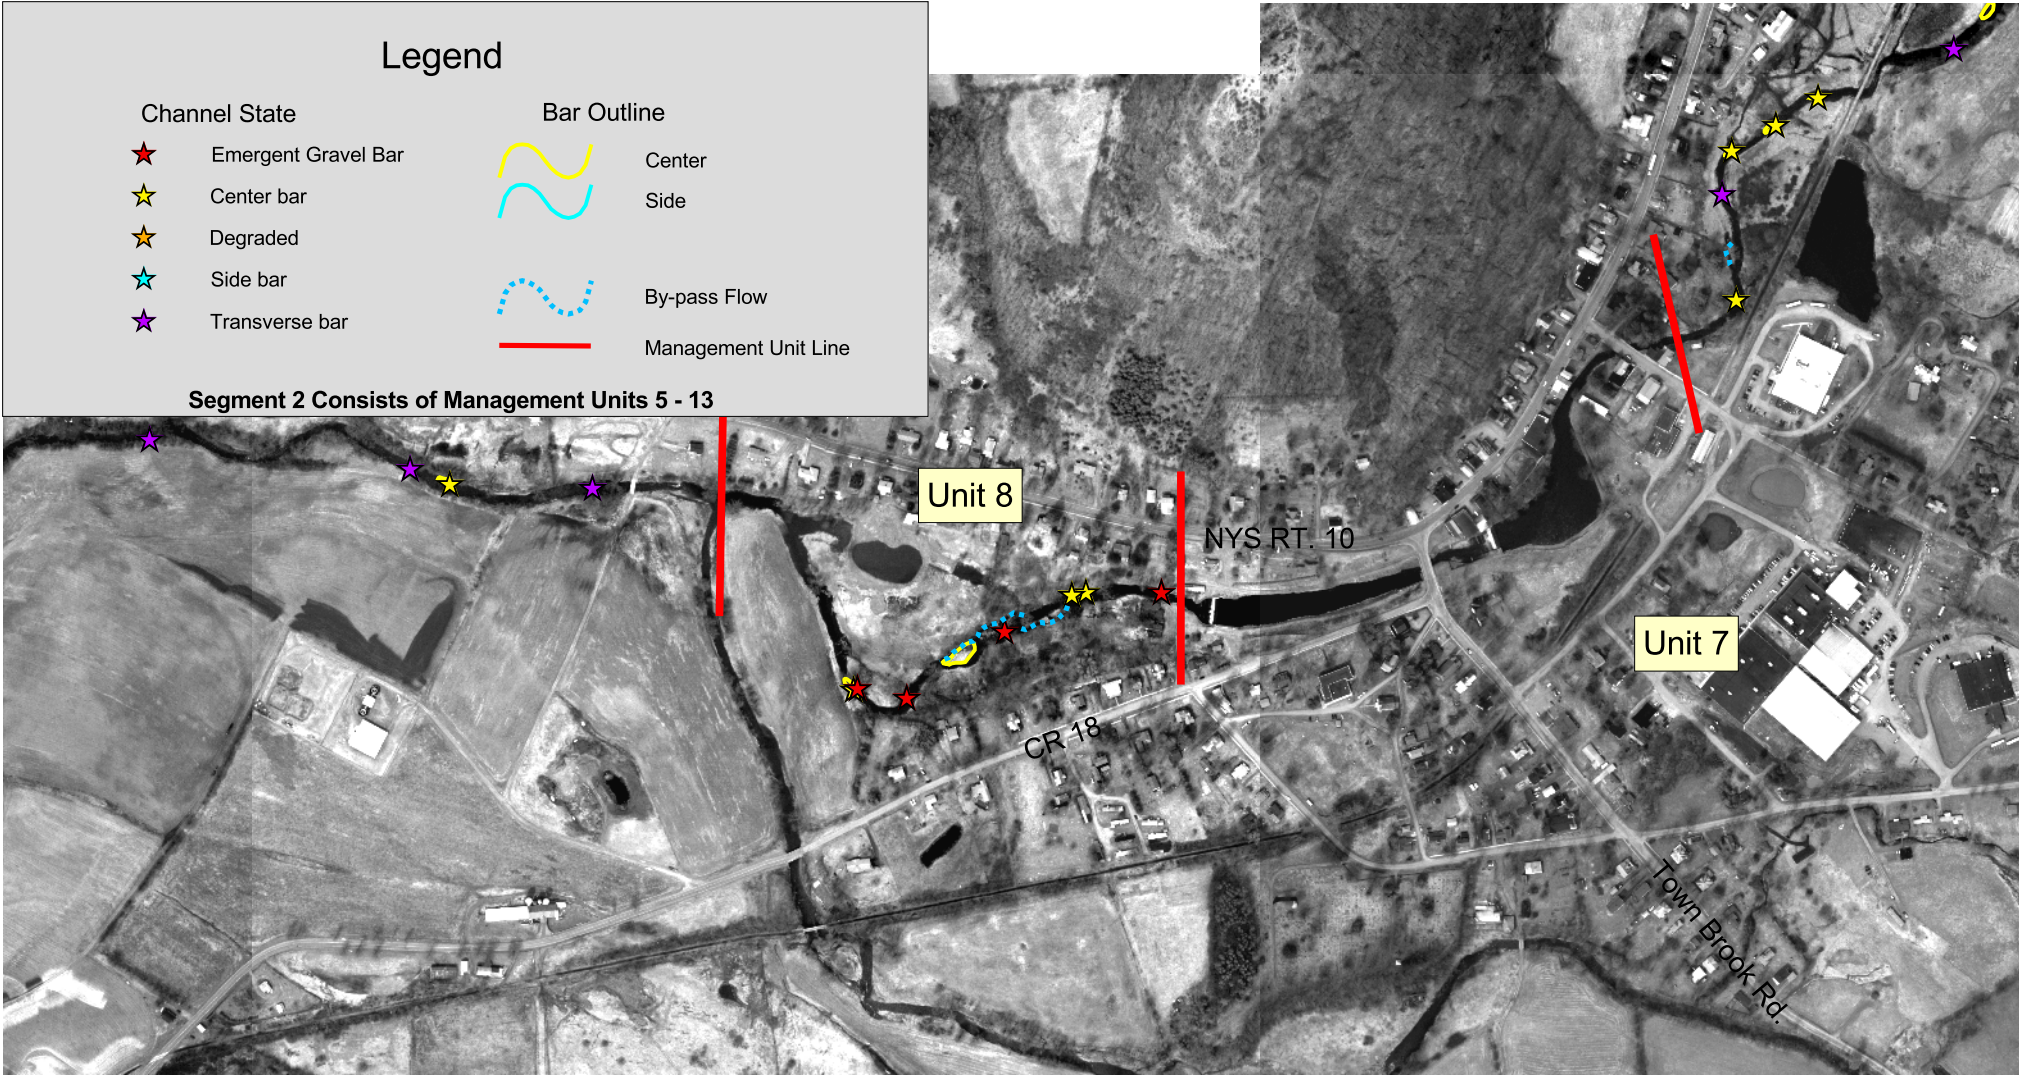 Legend
Channel State
Emergent Gravel Bar
Center bar
Degraded
Side bar
Transverse bar
Bar Outline
Center
Side
By-pass Flow
Management Unit Line
Segment 2 Consists of Management Units 5 - 13
Unit 8
NYS RT. 10
Unit 7
CR 18
Town Brook Rd.